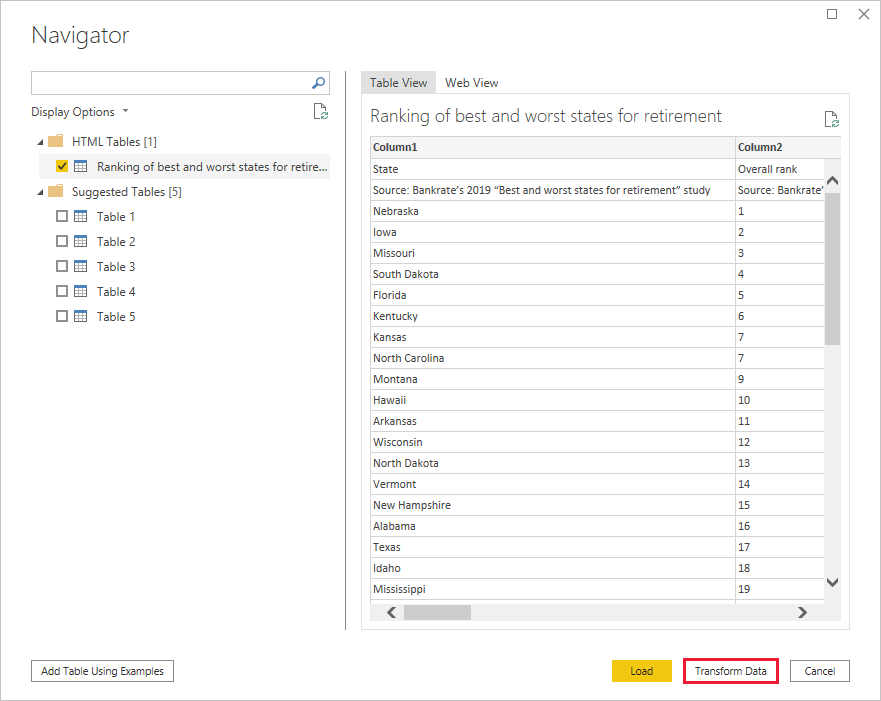 Navigator
Display Options
HTML Tables [1]
Ranking of best and worst states for retire...
Suggested Tables [5]
Table 1
Table 2
Table 3
Table 4
Table 5
Table View Web View
Ranking of best and worst states for retirement
Column1 Column2
State Overall rank
Source: Bankrate’s 2019 “Best and worst states for retirement” study Source: Bankrate’
Nebraska 1
Iowa 2
Missouri 3
South Dakota 4
Florida 5
Kentucky 6
Kansas 7
North Carolina 7
Montana 9
Hawaii 10
Arkansas 11
Wisconsin 12
North Dakota 13
Vermont 14
New Hampshire 15
Alabama 16
Texas 17
Idaho 18
Mississippi 19
Add Table Using Examples Load Transform Data Cancel